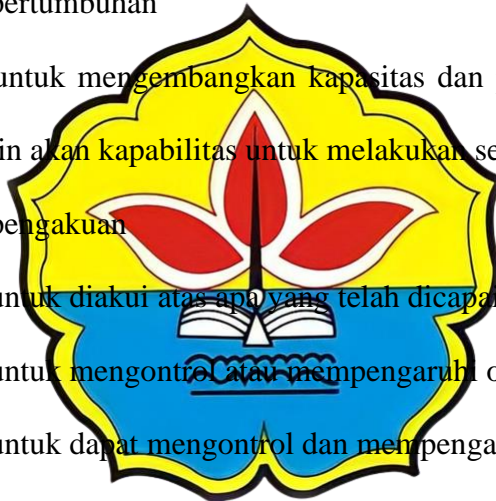 pertumbuhan
untuk mengembangkan kapasitas dan
in akan kapabilitas untuk melakukan se
pengakuan
untuk diakui atas apa yang telah dicapai
untuk mengontrol atau mempengaruhi o
untuk dapat mengontrol dan mempenga